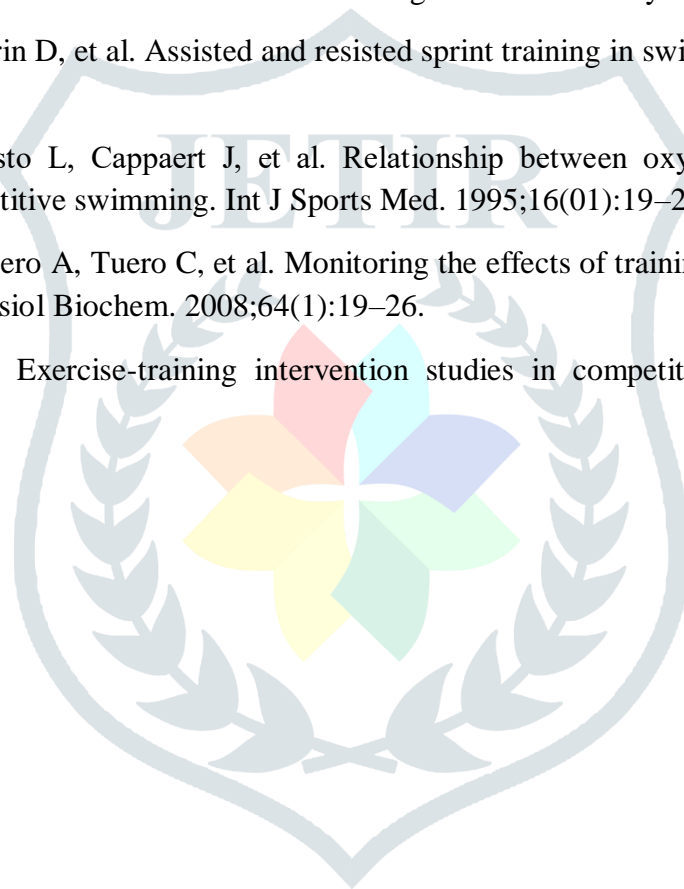 rin D, et al. Assisted and resisted sprint training in swi
JETIR
sto L, Cappaert J, et al. Relationship between oxy
titive swimming. Int J Sports Med. 1995;16(01):19–2
ero A, Tuero C, et al. Monitoring the effects of trainin
siol Biochem. 2008;64(1):19–26.
Exercise-training intervention studies in competit